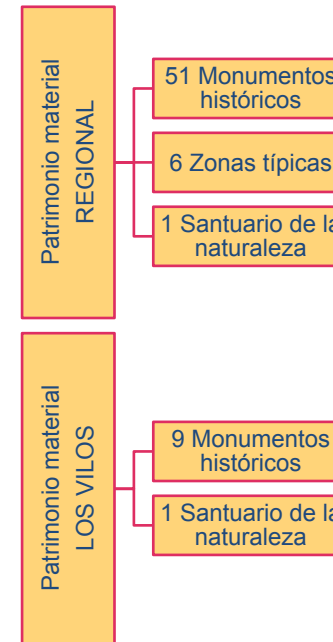 Patrimonio material
REGIONAL
51 Monumentos
históricos
6 Zonas típicas
1 Santuario de la
naturaleza
Patrimonio material
LOS VILOS
9 Monumentos
históricos
1 Santuario de la
naturaleza